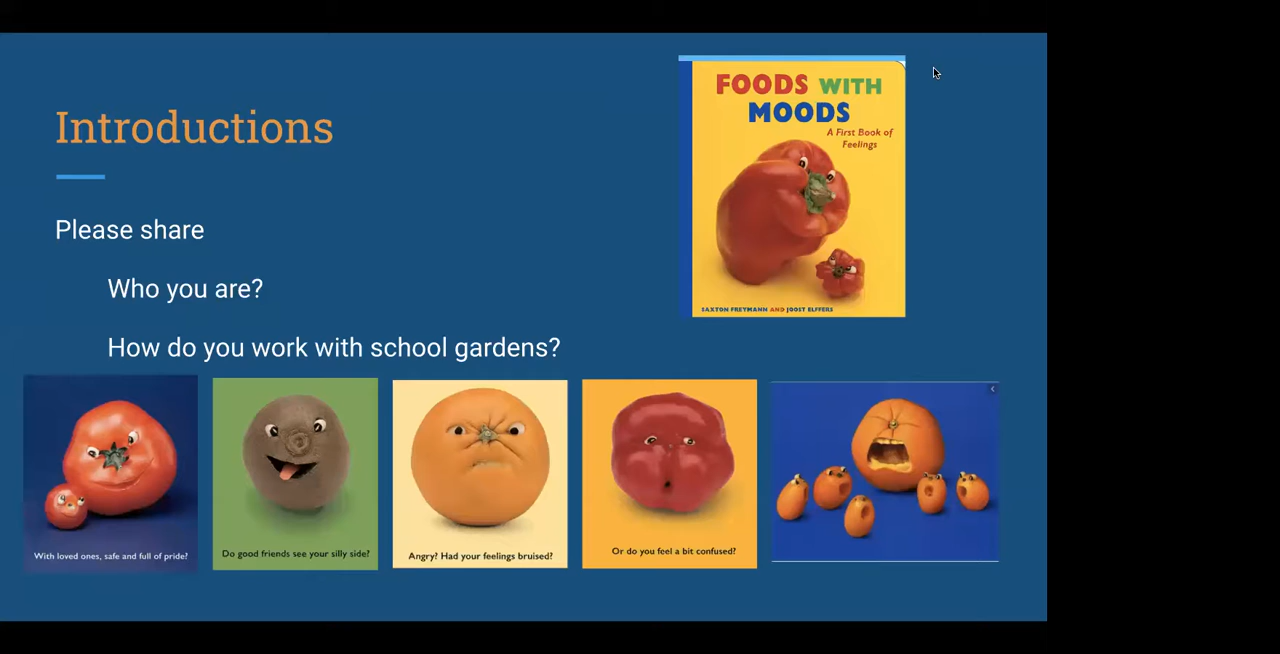 Introductions
Please share
Who you are?
How do you work with school gardens?
FOODS WITH
MOODS
A First Book of
Feelings
SAXTON FREYMANN AND JOOST ELFFERS
With loved ones, safe and full of pride?
Do good friends see your silly side?
Angry? Had your feelings bruised?
Or do you feel a bit confused?